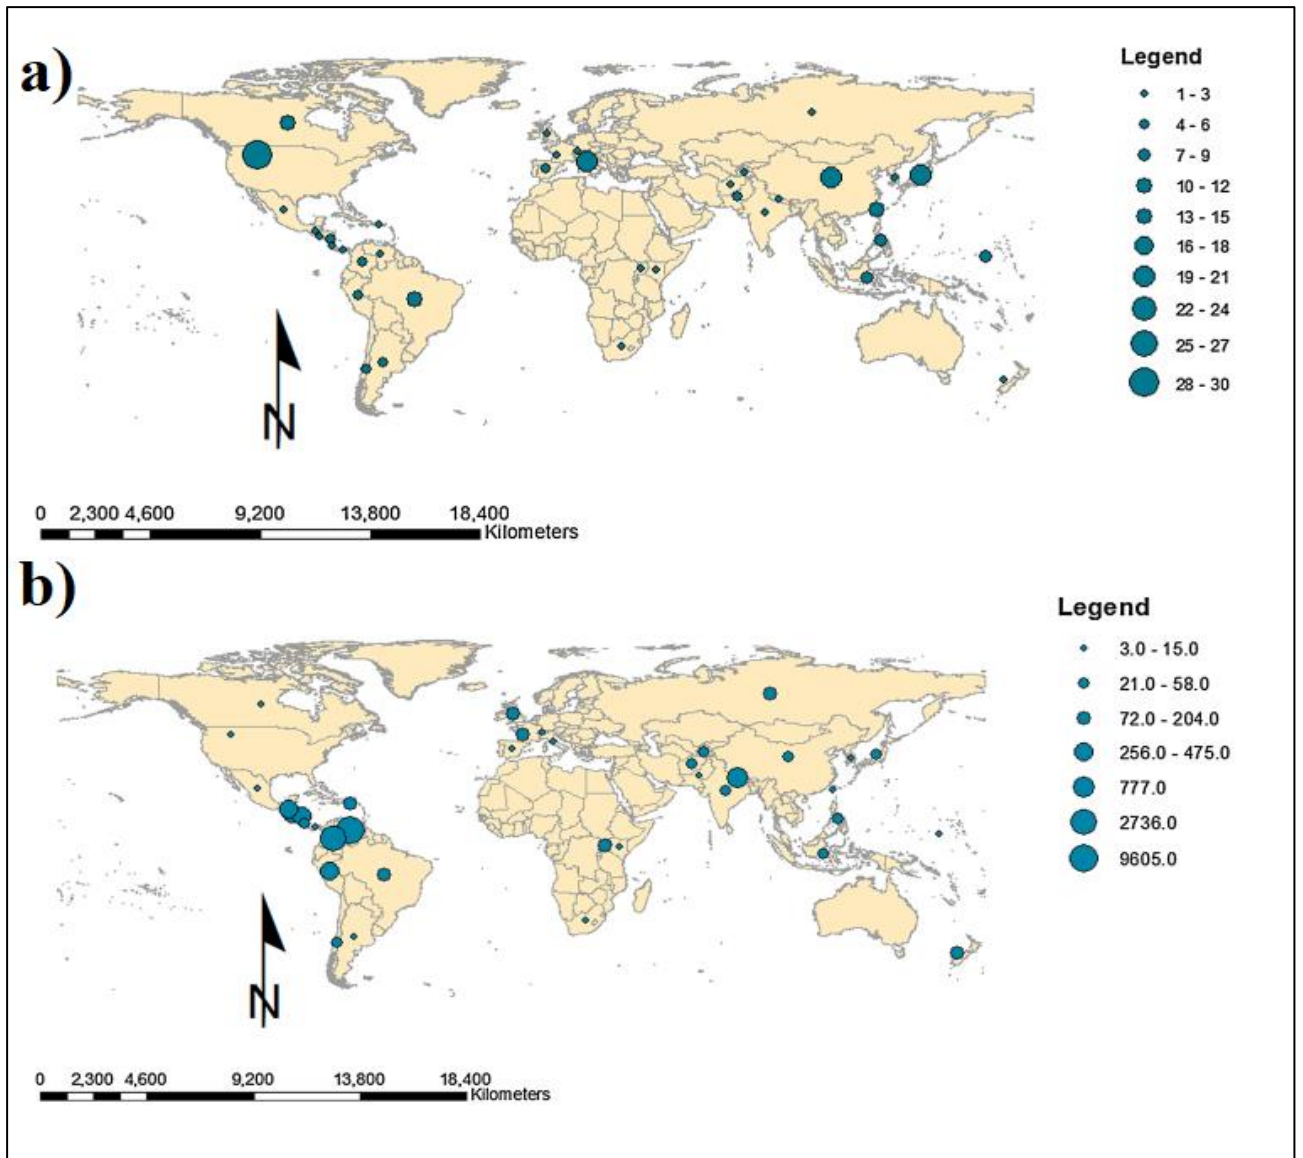 a)
Legend
1 - 3
4 - 6
7 - 9
10 - 12
13 - 15
16 - 18
19 - 21
22 - 24
25 - 27
28 - 30
N
0 2,300 4,600 9,200 13,800 18,400
Kilometers
b)
Legend
3.0 - 15.0
21.0 - 58.0
72.0 - 204.0
256.0 - 475.0
777.0
2736.0
9605.0
N
0 2,300 4,600 9,200 13,800 18,400
Kilometers